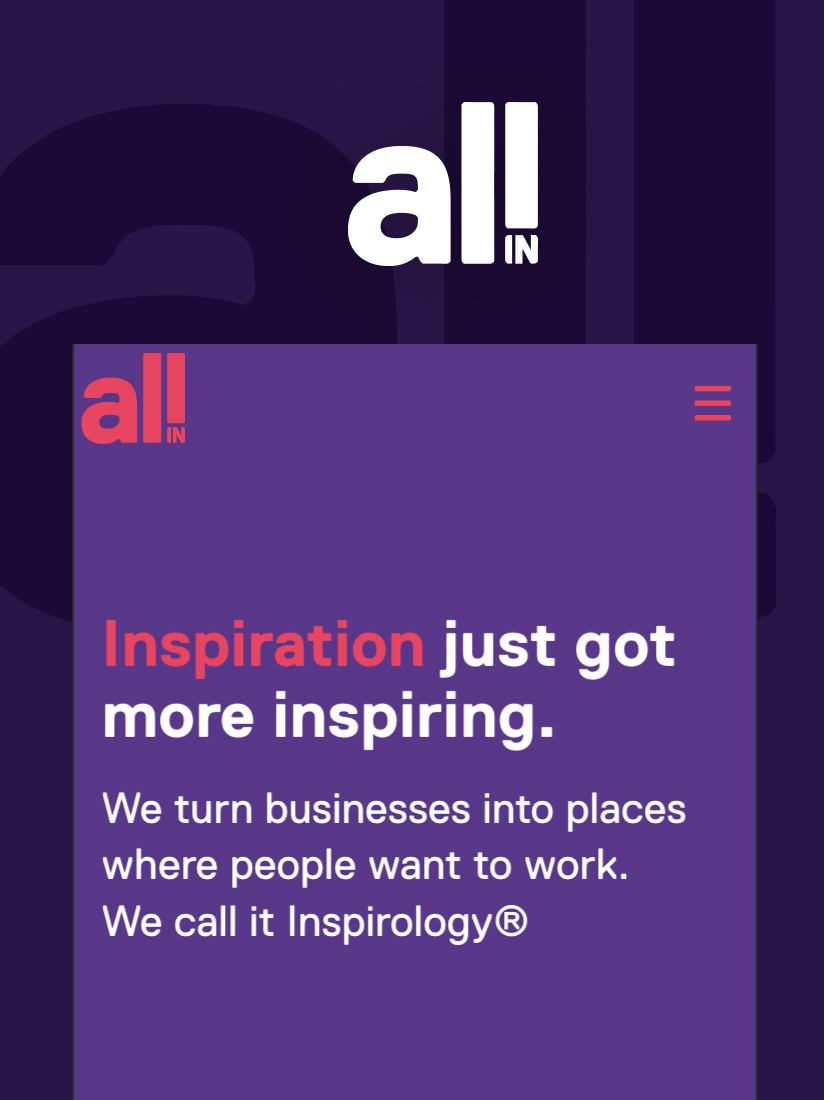 all
IN
all
IN
Inspiration just got
more inspiring.
We turn businesses into places
where people want to work.
We call it Inspirology®